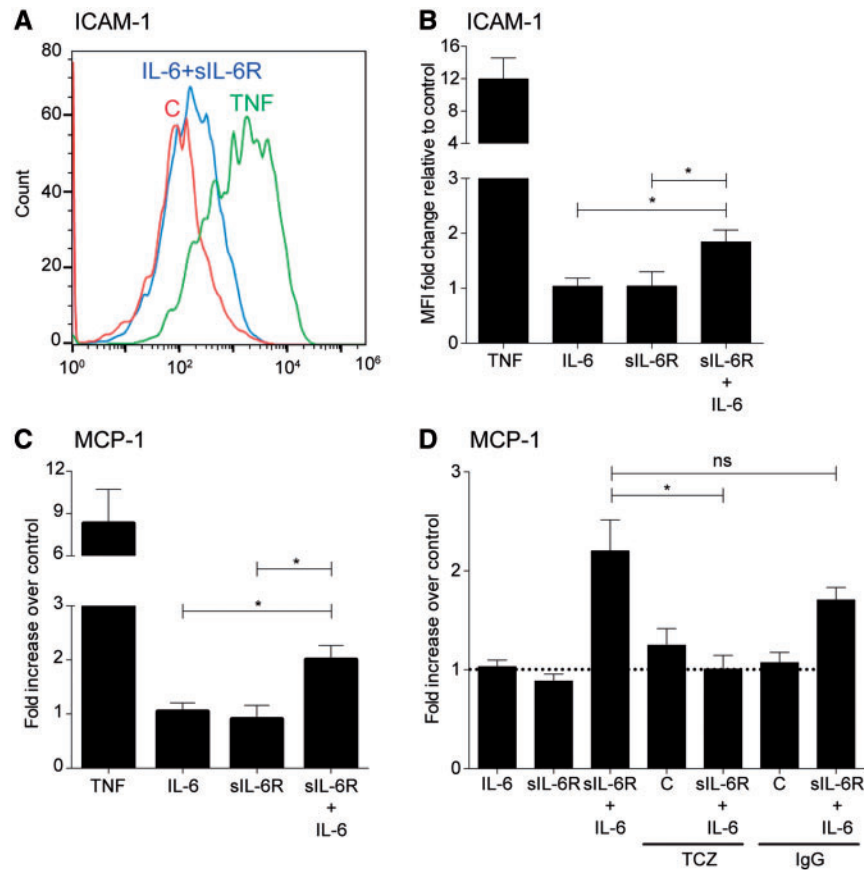 A ICAM-1
80
60
40
20
0
Count
IL-6+sIL-6R
C
TNF
10⁰ 10² 10⁴ 10⁶
B ICAM-1
16
12
8
4
3
2
1
0
MFI fold change relative to control
*
*
TNF IL-6 sIL-6R sIL-6R
+
IL-6
C MCP-1
12
9
6
3
2
1
0
Fold increase over control
*
*
TNF IL-6 sIL-6R sIL-6R
+
IL-6
D MCP-1
3
2
1
0
Fold increase over control
ns
*
IL-6 sIL-6R sIL-6R C sIL-6R C sIL-6R
+ + +
IL-6 IL-6 IL-6
TCZ IgG